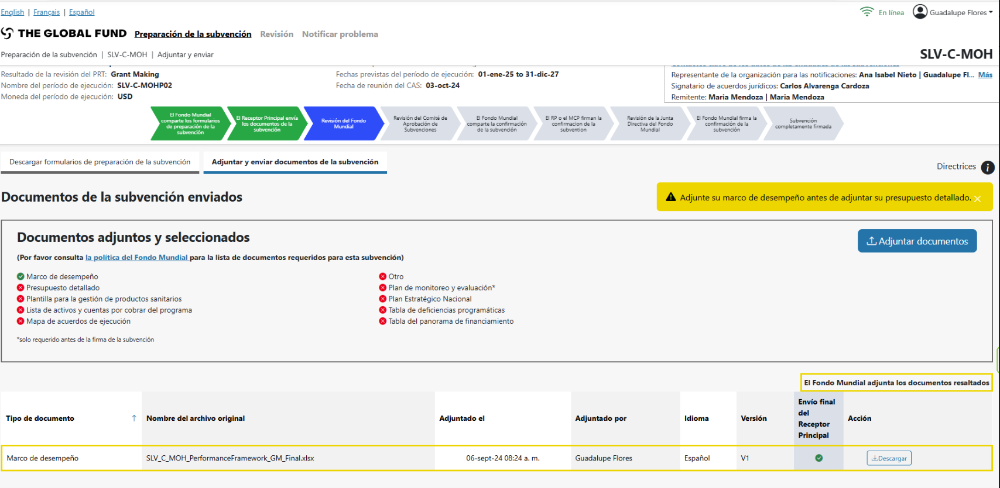 English | Français | Español
En línea Guadalupe Flores
THE GLOBAL FUND Preparación de la subvención Revisión Notificar problema
Preparación de la subvención | SLV-C-MOH | Adjuntar y enviar
SLV-C-MOH
Resultado de la revisión del PRT: Grant Making
Nombre del período de ejecución: SLV-C-MOHP02
Moneda del período de ejecución: USD
Fechas previstas del período de ejecución: 01-ene-25 to 31-dic-27
Fecha de reunión del CAS: 03-oct-24
Representante de la organización para las notificaciones: Ana Isabel Nieto | Guadalupe Fl... Más
Signatario de acuerdos jurídicos: Carlos Alvarenga Cardoza
Remitente: Maria Mendoza | Maria Mendoza
El Fondo Mundial
comparte los formularios
de preparación de la
subvención
El Receptor Principal envía
los documentos de la
subvención
Revisión del Fondo
Mundial
Revisión del Comité de
Aprobación de
Subvenciones
El Fondo Mundial
comparte la confirmación
de la subvención
El RP o el MCP firman la
confirmacion de la
subvention
Revisión de la Junta
Directiva del Fondo
Mundial
El Fondo Mundial firma la
confirmación de la
subvención
Subvención
completamente firmada
Descargar formularios de preparación de la subvención
Adjuntar y enviar documentos de la subvención
Directrices
Documentos de la subvención enviados
Adjunte su marco de desempeño antes de adjuntar su presupuesto detallado.
Documentos adjuntos y seleccionados
Adjuntar documentos
(Por favor consulta la política del Fondo Mundial para la lista de documentos requeridos para esta subvención)
Marco de desempeño
Presupuesto detallado
Plantilla para la gestión de productos sanitarios
Lista de activos y cuentas por cobrar del programa
Mapa de acuerdos de ejecución
Otro
Plan de monitoreo y evaluación*
Plan Estratégico Nacional
Tabla de deficiencias programáticas
Tabla del panorama de financiamiento
*solo requerido antes de la firma de la subvención
El Fondo Mundial adjunta los documentos resaltados
Tipo de documento
Nombre del archivo original
Adjuntado el
Adjuntado por
Idioma
Versión
Envío final
del
Receptor
Principal
Acción
Marco de desempeño SLV_C_MOH_PerformanceFramework_GM_Final.xlsx 06-sept-24 08:24 a. m. Guadalupe Flores Español V1 Descargar